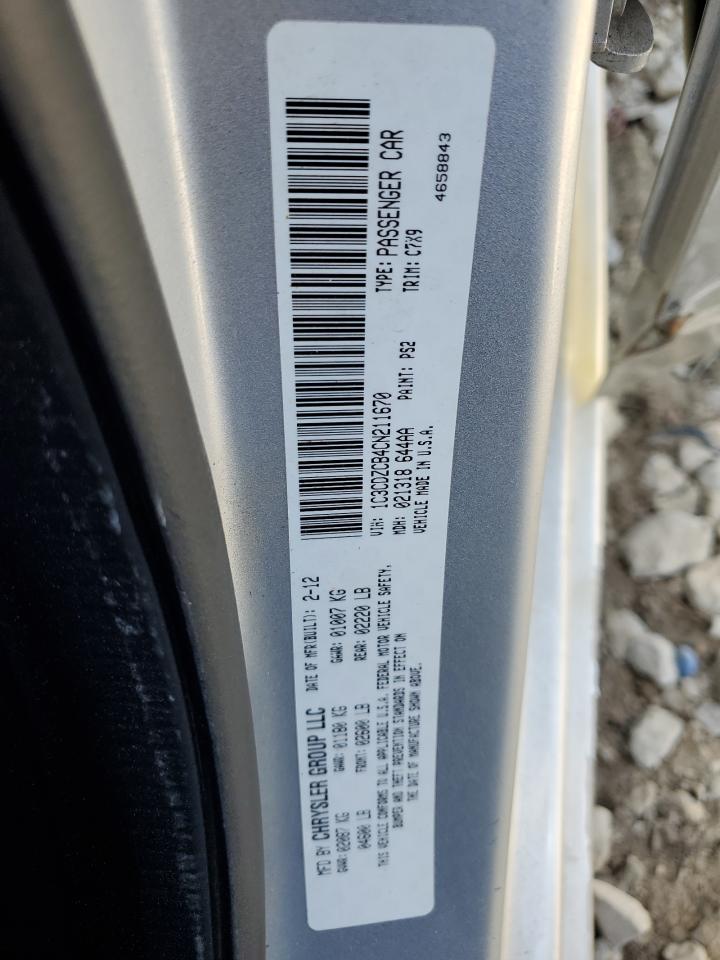 MFD BY CHRYSLER GROUP LLC DATE OF MFR(BUILT): 2-12
GVWR: 02087 KG GAWR: 01180 KG GAWR: 01007 KG
04600 LB FRONT: 02600 LB REAR: 02220 LB
THIS VEHICLE CONFORMS TO ALL APPLICABLE U.S.A. FEDERAL MOTOR VEHICLE SAFETY,
BUMPER AND THEFT PREVENTION STANDARDS IN EFFECT ON
THE DATE OF MANUFACTURE SHOWN ABOVE.
VIN: 1C3CDZCB4CN211670 TYPE: PASSENGER CAR
MDH: 021318 644AA PAINT: PS2 TRIM: C7X9
VEHICLE MADE IN U.S.A.
4658843